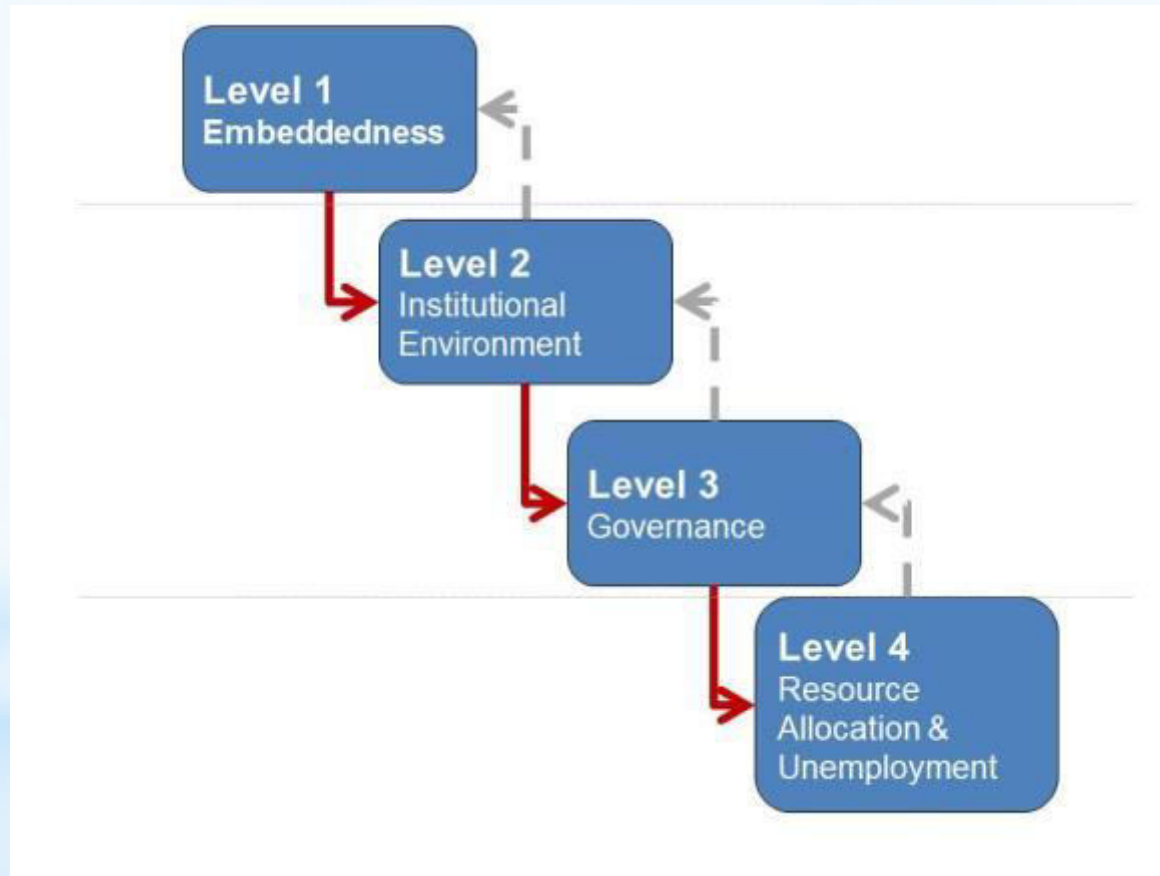 Level 1
Embeddedness
Level 2
Institutional
Environment
Level 3
Governance
Level 4
Resource
Allocation &
Unemployment